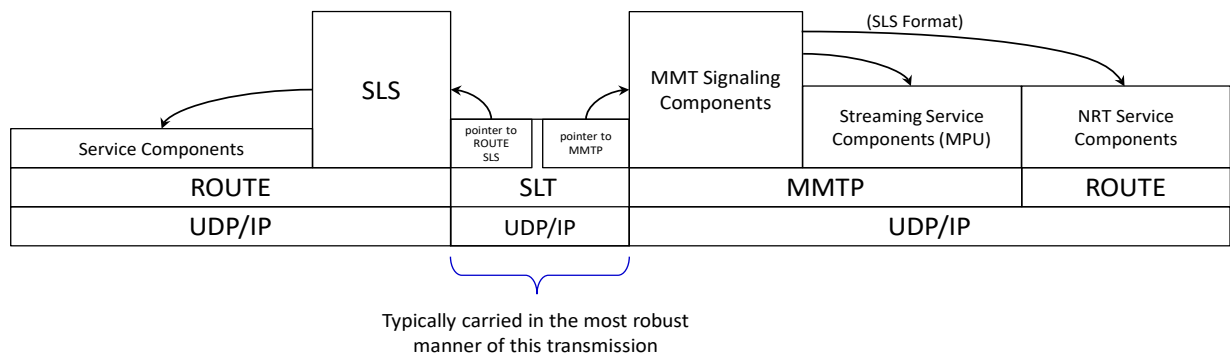 (SLS Format)
SLS
MMT Signaling
Components
Service Components
pointer to
ROUTE
SLS
pointer to
MMTP
Streaming Service
Components (MPU)
NRT Service
Components
ROUTE
SLT
MMTP
ROUTE
UDP/IP
UDP/IP
UDP/IP
Typically carried in the most robust
manner of this transmission